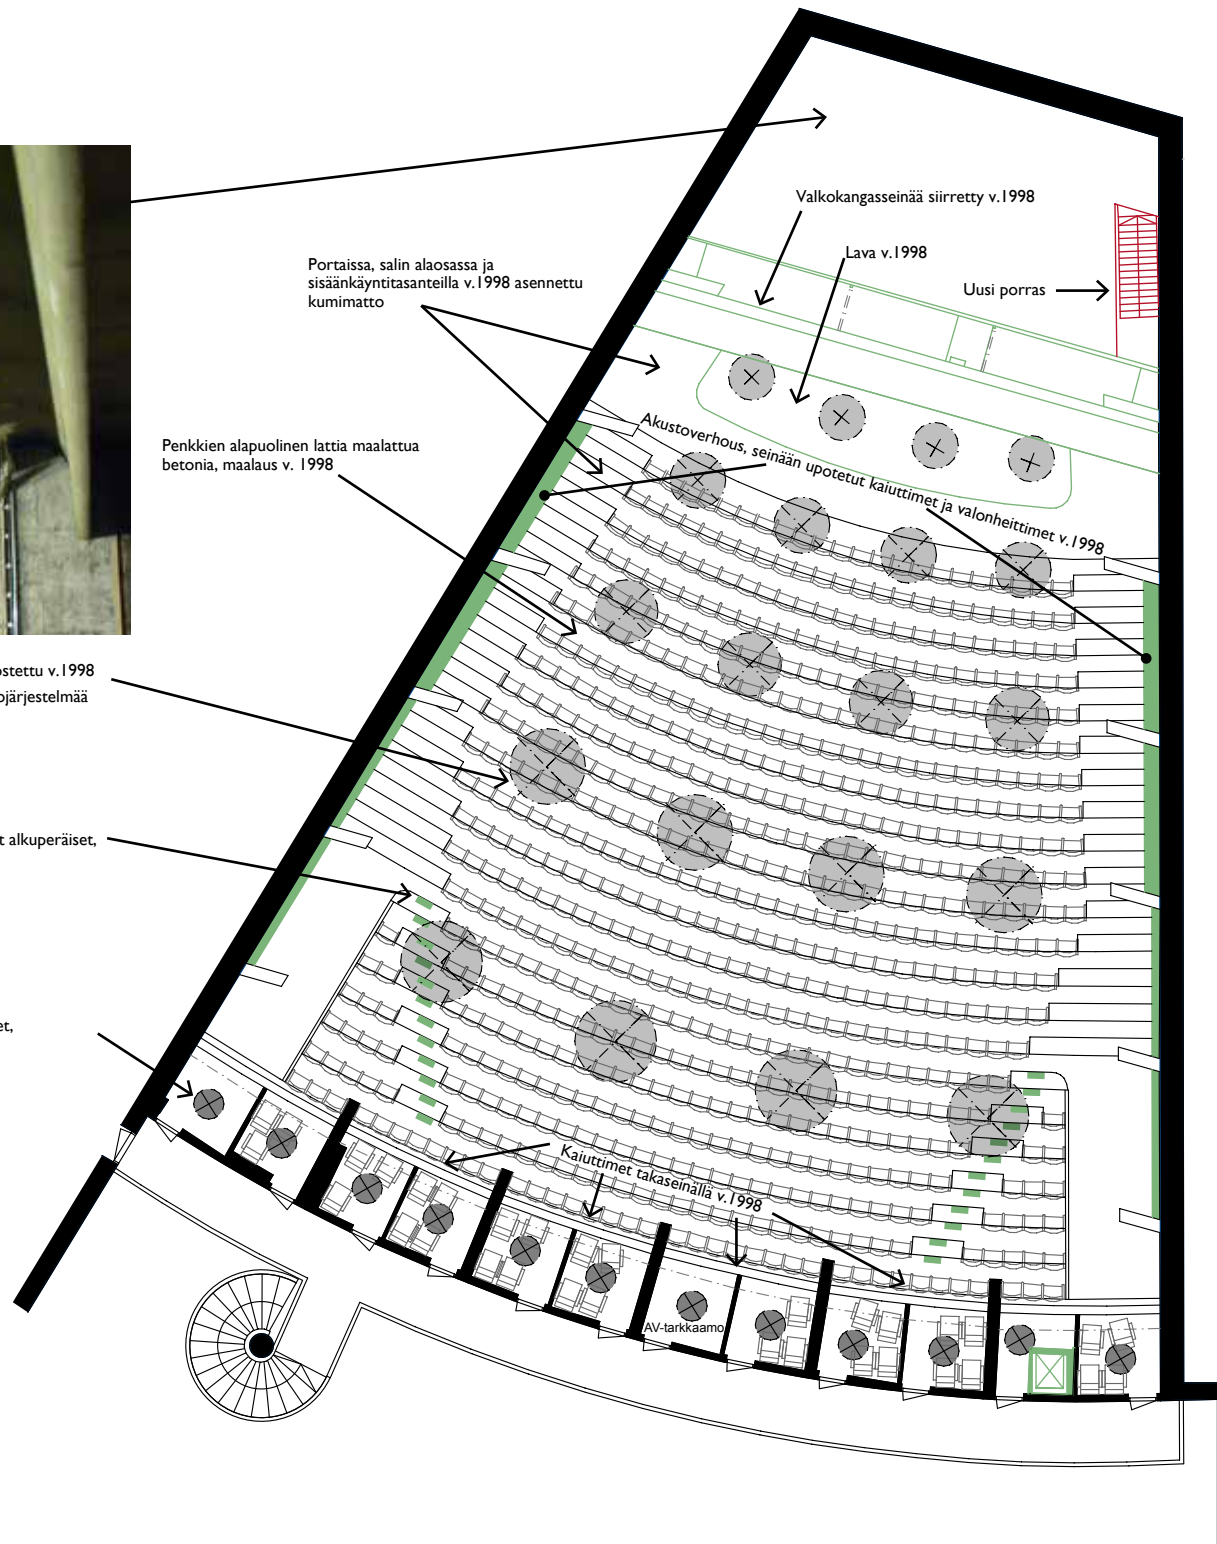 Valkokangasseinää siirretty v.1998
Lava v.1998
Uusi porras
Portaissa, salin alaosassa ja
sisäänkäyntitasanteilla v.1998 asennettu
kumimatto
Akustoverhous, seinään upotetut kaiuttimet ja valonheittimet v.1998
Penkkien alapuolinen lattia maalattua
betonia, maalaus v. 1998
ostettu v.1998
ojärjestelmää
t alkuperäiset,
et,
Kaiuttimet takaseinällä v.1998
AV-tarkkaamo